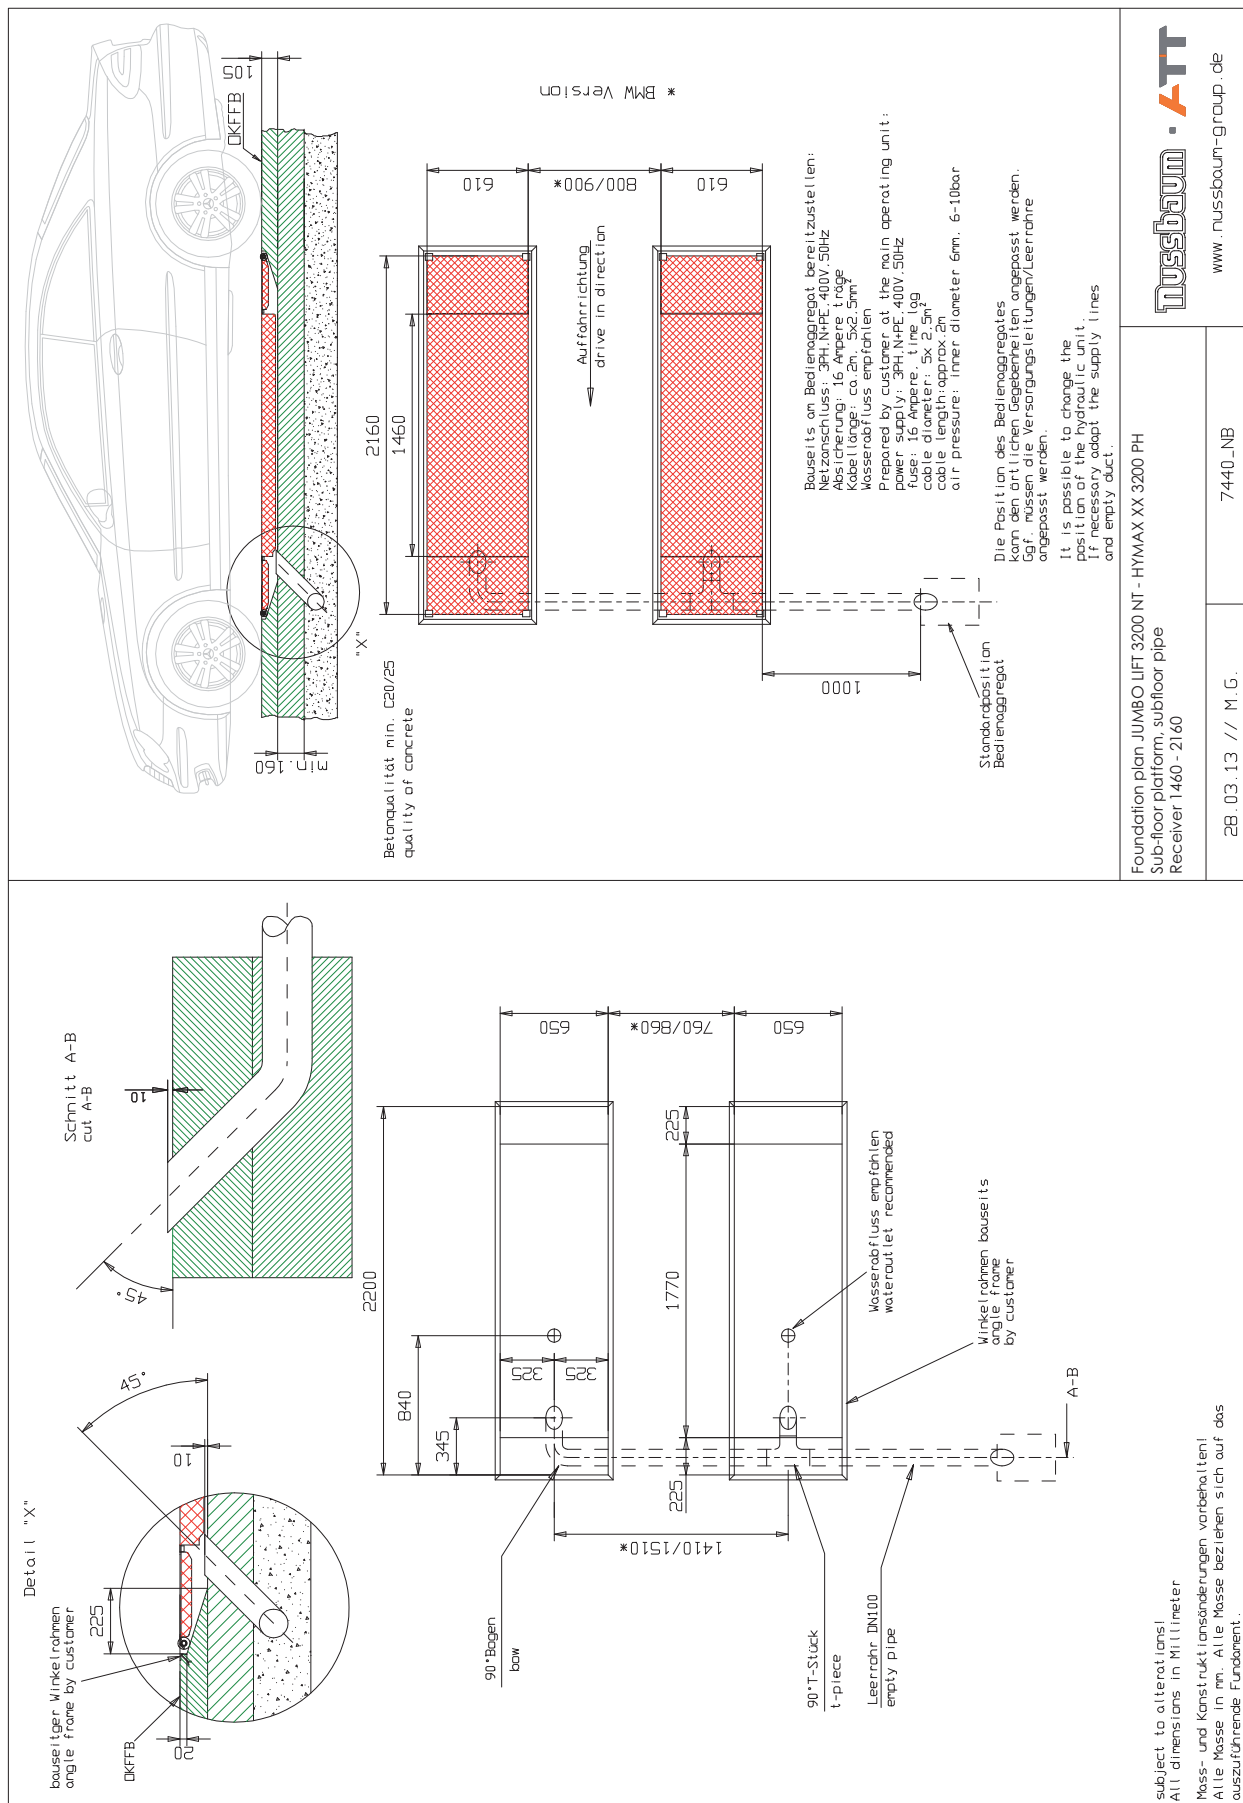 Detail "X"
bauseitger Winkelrahmen
angle frame by customer
225
OKFFB
20
10
45°
Schnitt A-B
cut A-B
45°
10
2200
840
345
325
325
650
760/860*
650
225
1770
225
1410/1510*
90°Bogen
bow
90°T-Stück
t-piece
Leerrohr DN100
empty pipe
Wasserabfluss empfohlen
wateroutlet recommended
Winkelrahmen bauseits
angle frame
by customer
A-B
subject to alterations!
All dimensions in Millimeter
Mass- und Konstruktionsänderungen vorbehalten!
Alle Masse in mm. Alle Masse beziehen sich auf das
auszuführende Fundament.
105
OKFFB
min.160
"X"
Betonqualität min. C20/25
quality of concrete
* BMW Version
2160
1460
610
800/900*
610
Auffahrrichtung
drive in direction
1000
Standardposition
Bedienaggregat
Bauseits am Bedienaggregat bereitzustellen:
Netzanschluss: 3PH,N+PE,400V,50Hz
Absicherung: 16 Ampere träge
Kabellänge: ca.2m, 5x2.5mm²
Wasserabfluss empfohlen
Prepared by customer at the main operating unit:
power supply: 3PH,N+PE,400V,50Hz
fuse: 16 Ampere, time lag
cable diameter: 5x 2.5m²
cable length:approx.2m
air pressure: inner diameter 6mm, 6-10bar
Die Position des Bedienaggregates
kann den örtlichen Gegebenheiten angepasst werden.
Ggf. müssen die Versorgungsleitungen/Leerrohre
angepasst werden.
It is possible to change the
position of the hydraulic unit.
If necessary adapt the supply lines
and empty duct.
Foundation plan JUMBO LIFT 3200 NT - HYMAX XX 3200 PH
Sub-floor platform, subfloor pipe
Receiver 1460 - 2160
Nussbaum · ATT
www.nussbaum-group.de
28.03.13 // M.G.
7440_NB